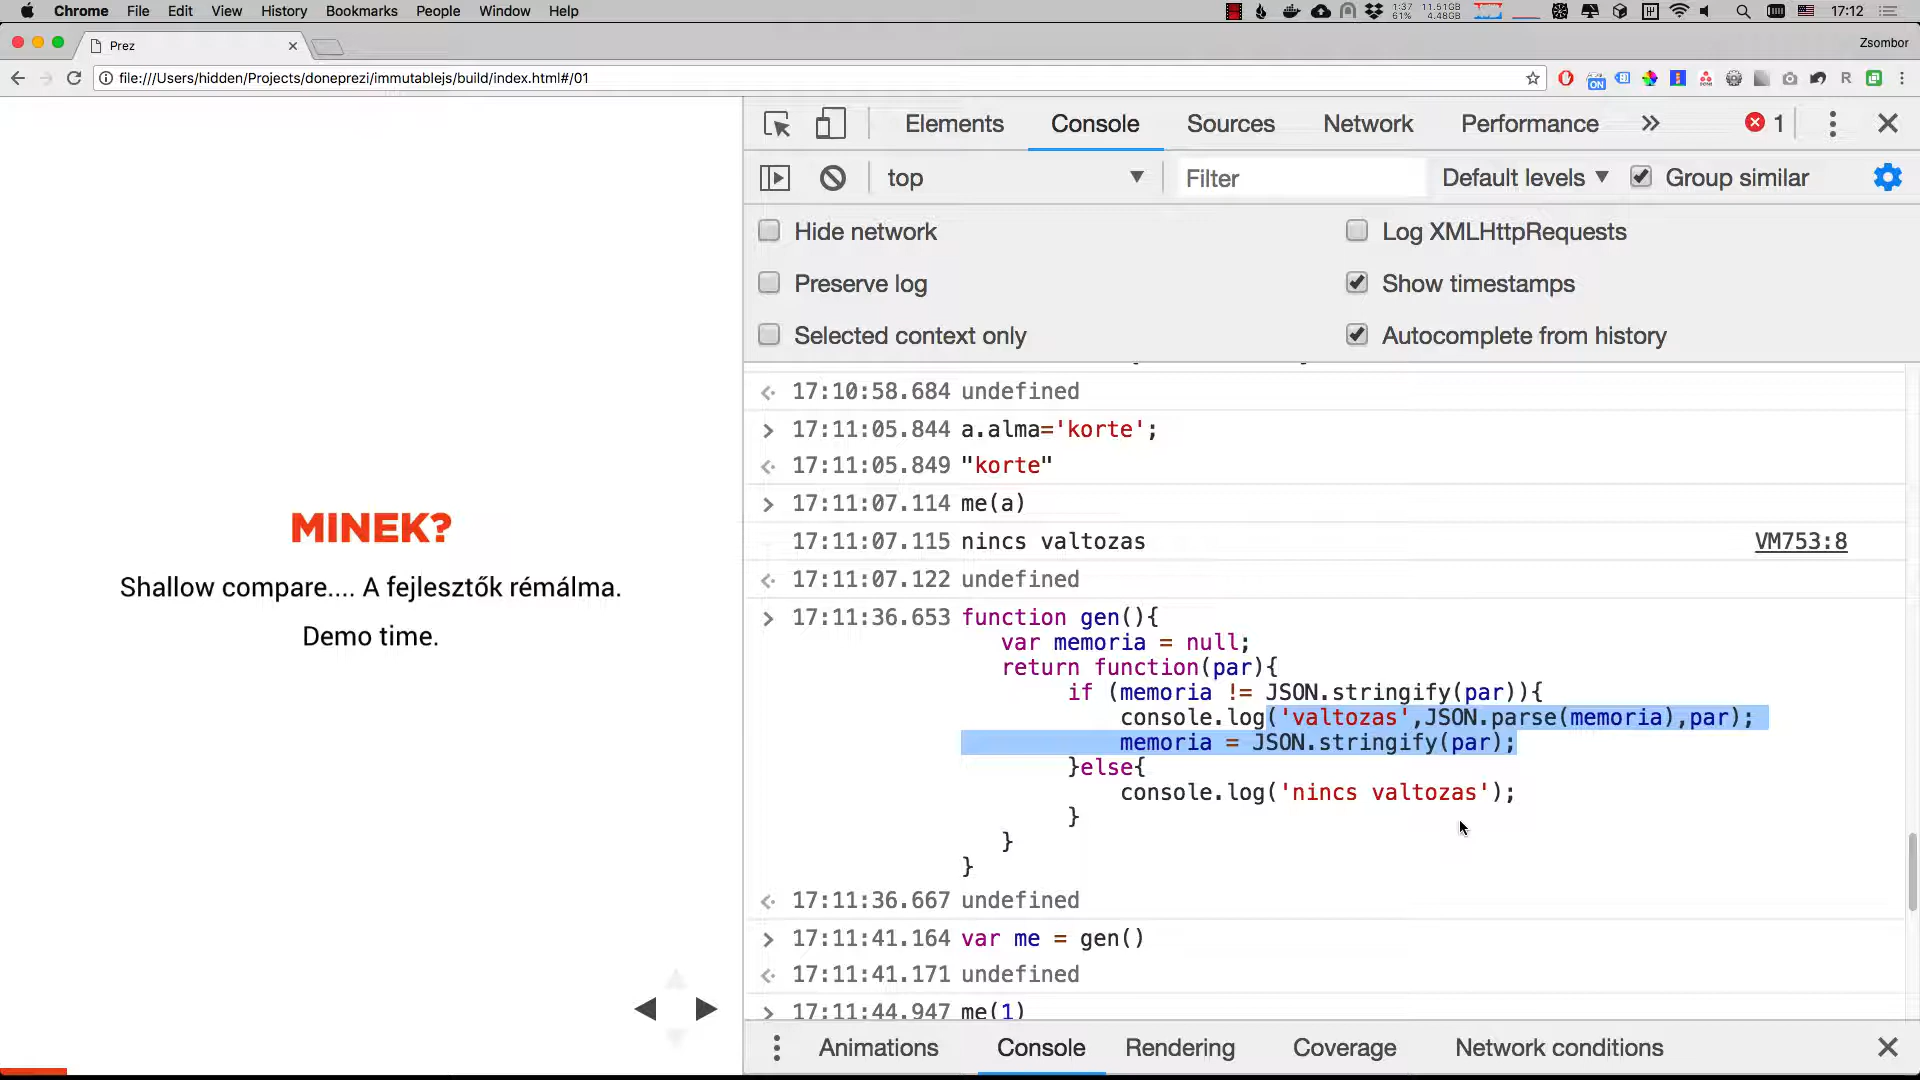 Chrome File Edit View History Bookmarks People Window Help
1:37 61% 11.51GB 4.48GB 17:12
Prez
Zsombor
file:///Users/hidden/Projects/doneprezi/immutablejs/build/index.html#/01
ON
R
MINEK?
Shallow compare.... A fejlesztők rémálma.
Demo time.
Elements Console Sources Network Performance » 1
top Filter Default levels Group similar
Hide network Log XMLHttpRequests
Preserve log Show timestamps
Selected context only Autocomplete from history
17:10:58.684 undefined
17:11:05.844 a.alma='korte';
17:11:05.849 "korte"
17:11:07.114 me(a)
17:11:07.115 nincs valtozas VM753:8
17:11:07.122 undefined
17:11:36.653 function gen(){
var memoria = null;
return function(par){
if (memoria != JSON.stringify(par)){
console.log('valtozas',JSON.parse(memoria),par);
memoria = JSON.stringify(par);
}else{
console.log('nincs valtozas');
}
}
}
17:11:36.667 undefined
17:11:41.164 var me = gen()
17:11:41.171 undefined
17:11:44.947 me(1)
Animations Console Rendering Coverage Network conditions